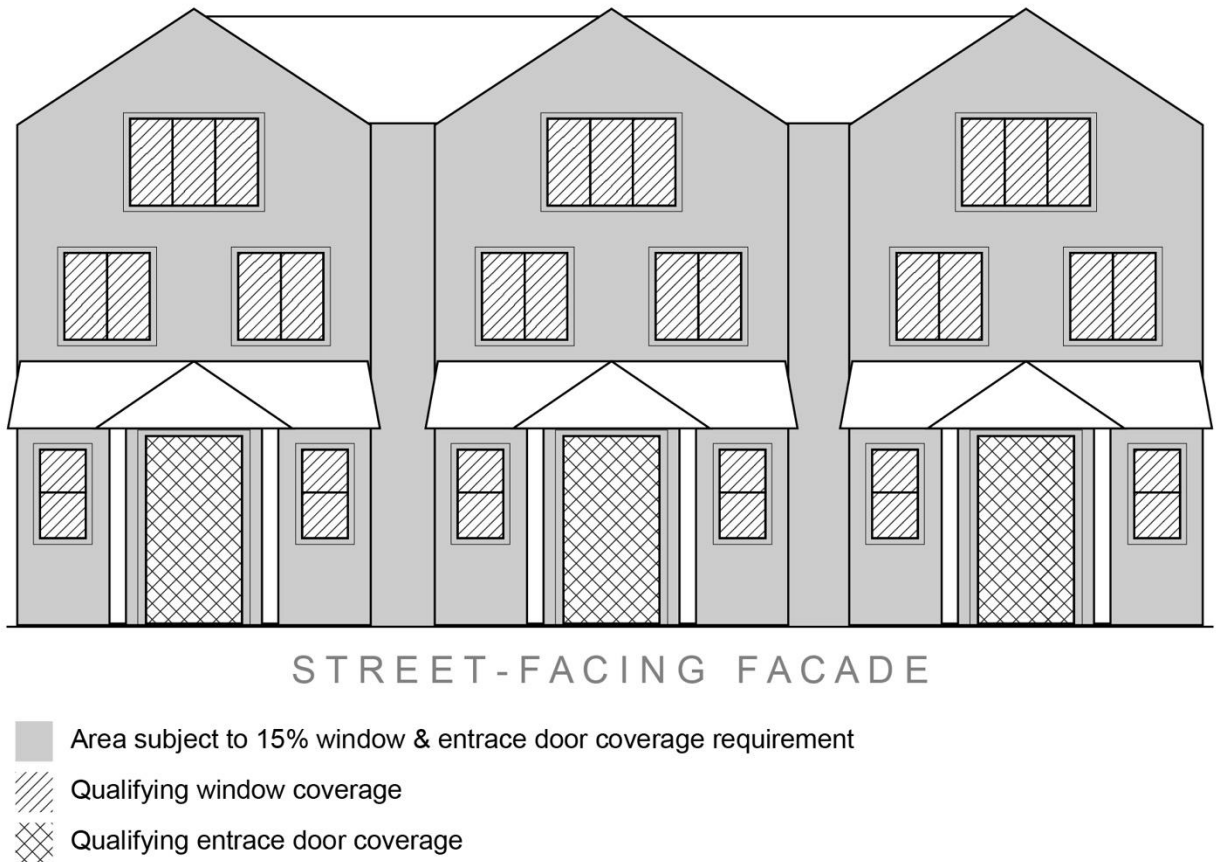 STREET-FACING FACADE
Area subject to 15% window & entrace door coverage requirement
Qualifying window coverage
Qualifying entrace door coverage